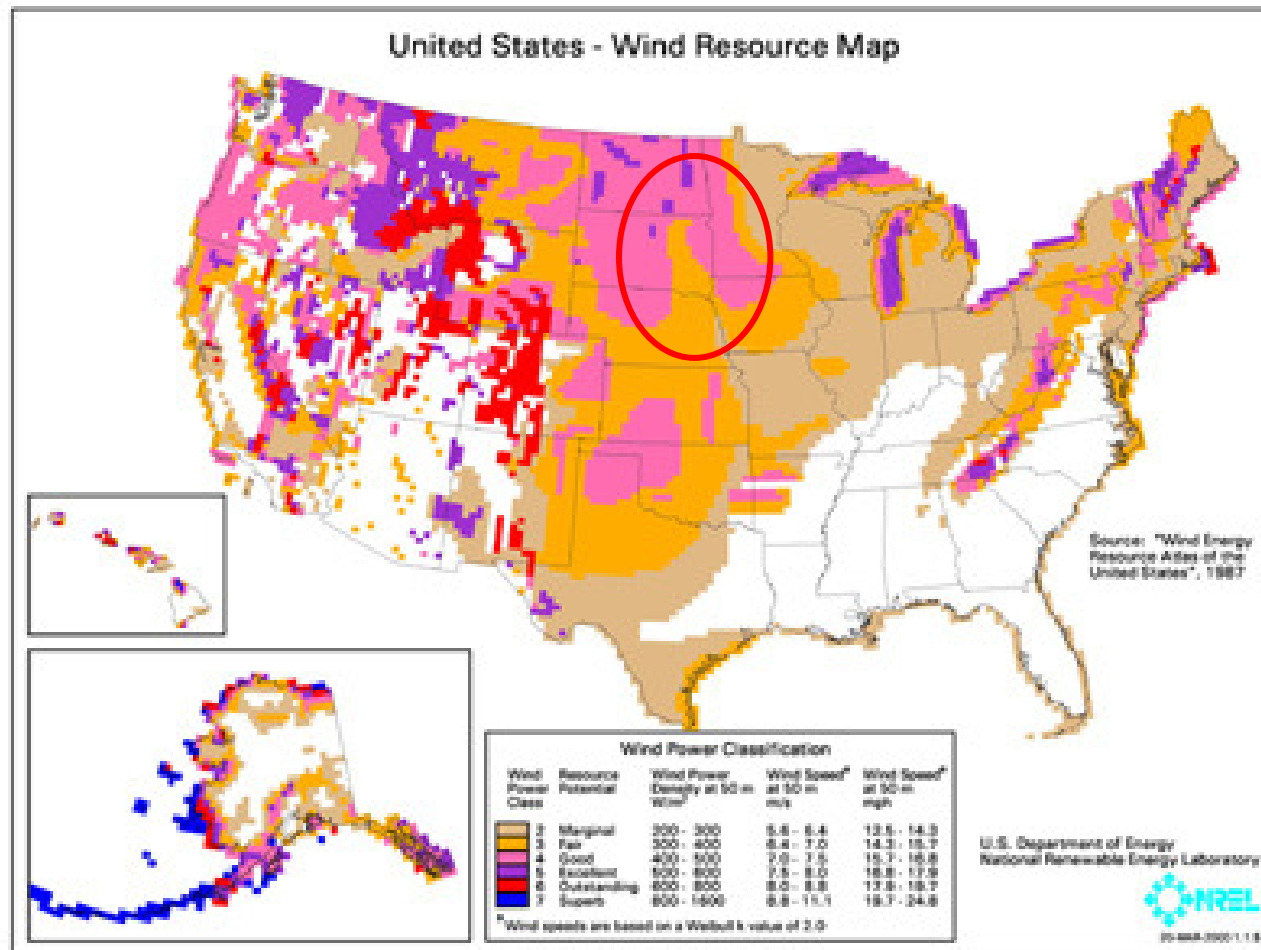 United States - Wind Resource Map
Source: "Wind Energy
Resource Atlas of the
United States", 1987
Wind Power Classification
Wind Power Class Resource Potential Wind Power Density at 50 m W/m² Wind Speedᵃ at 50 m m/s Wind Speedᵃ at 50 m mph
2 Marginal 200 - 300 5.6 - 6.4 12.5 - 14.3
3 Fair 300 - 400 6.4 - 7.0 14.3 - 15.7
4 Good 400 - 500 7.0 - 7.5 15.7 - 16.8
5 Excellent 500 - 600 7.5 - 8.0 16.8 - 17.9
6 Outstanding 600 - 800 8.0 - 8.8 17.9 - 19.7
7 Superb 800 - 1600 8.8 - 11.1 19.7 - 24.8
ᵃWind speeds are based on a Weibull k value of 2.0
U.S. Department of Energy
National Renewable Energy Laboratory
NREL